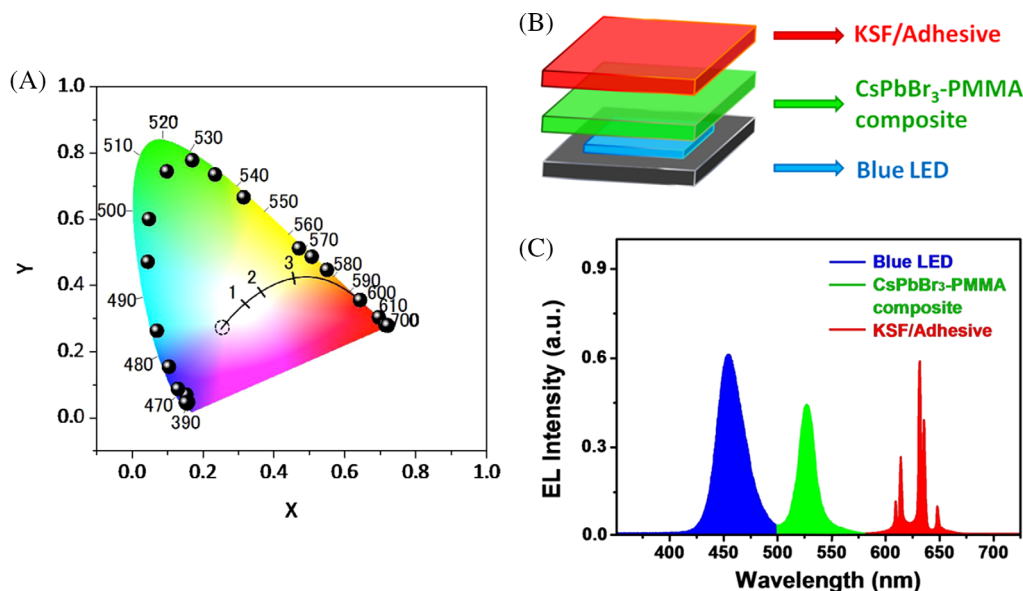 (A)
1.0
0.8
0.6
0.4
0.2
0.0
Y
0.0 0.2 0.4 0.6 0.8 1.0
X
520
530
510
540
500
550
560
570
490
580
590
600
610
700
480
470
390
1
2
3
(B)
KSF/Adhesive
CsPbBr₃-PMMA
composite
Blue LED
(C)
EL Intensity (a.u.)
0.9
0.6
0.3
0.0
Blue LED
CsPbBr₃-PMMA
composite
KSF/Adhesive
400 450 500 550 600 650 700
Wavelength (nm)